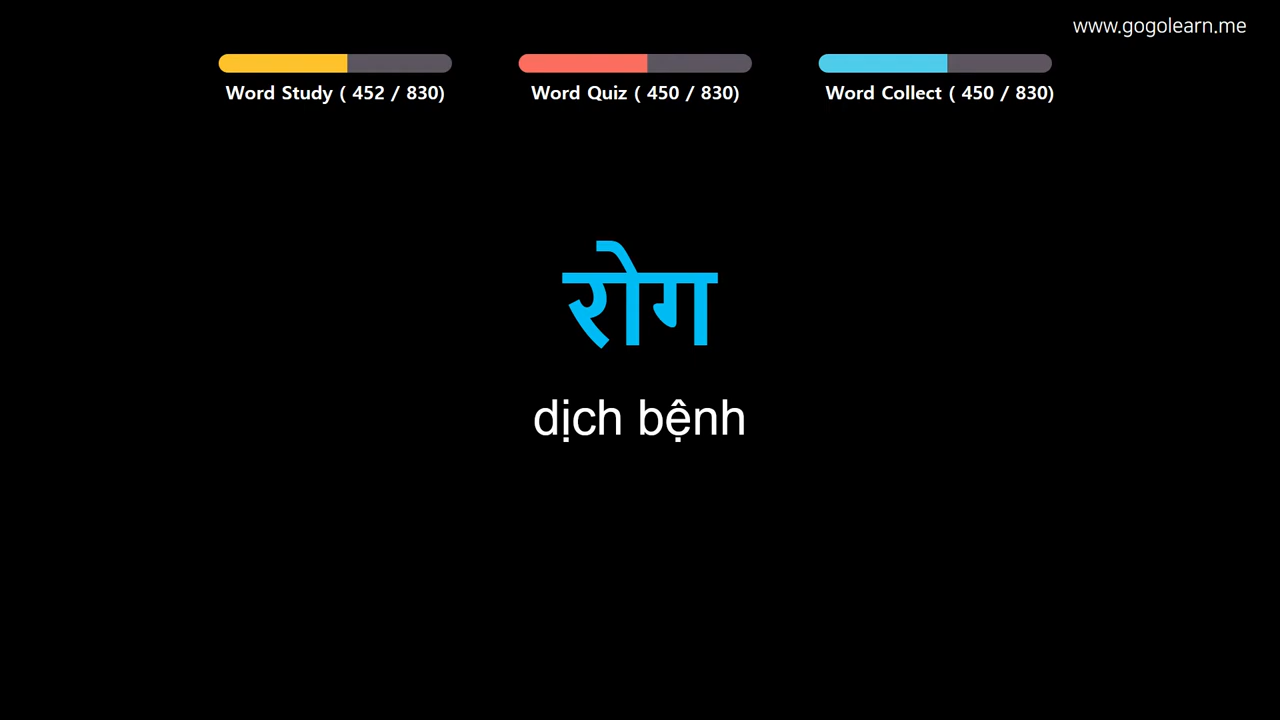 www.gogolearn.me
Word Study ( 452 / 830)
Word Quiz ( 450 / 830)
Word Collect ( 450 / 830)
रोग
dịch bệnh